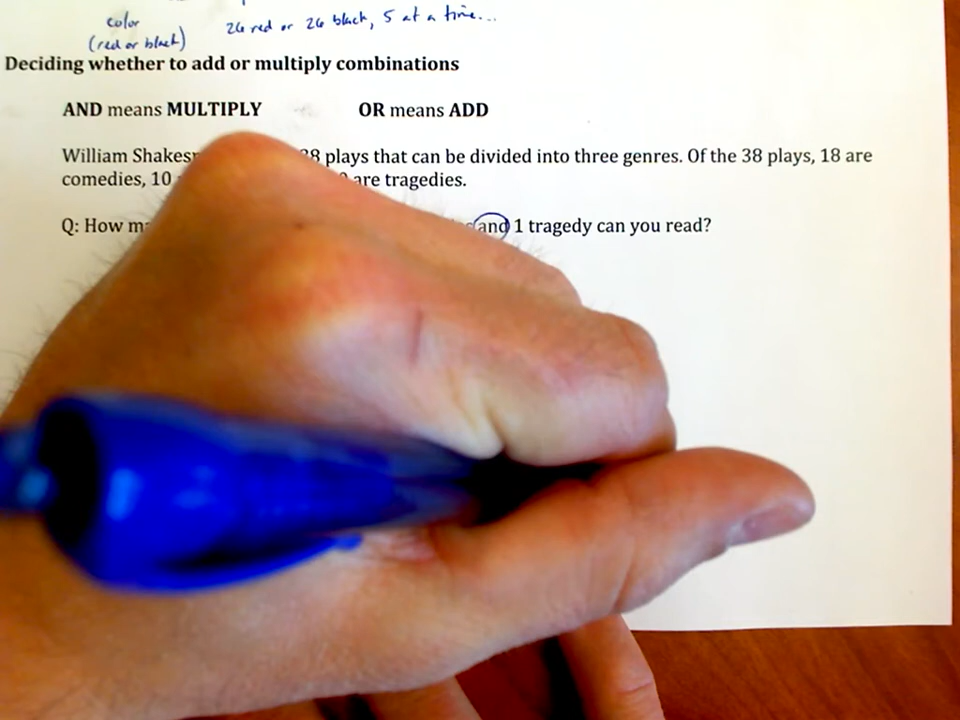 color
(red or black)
26 red or 26 black, 5 at a time...
Deciding whether to add or multiply combinations
AND means MULTIPLY OR means ADD
William 38 plays that can be divided into three genres. Of the 38 plays, 18 are
comedies, 10 are tragedies.
Q: How and 1 tragedy can you read?